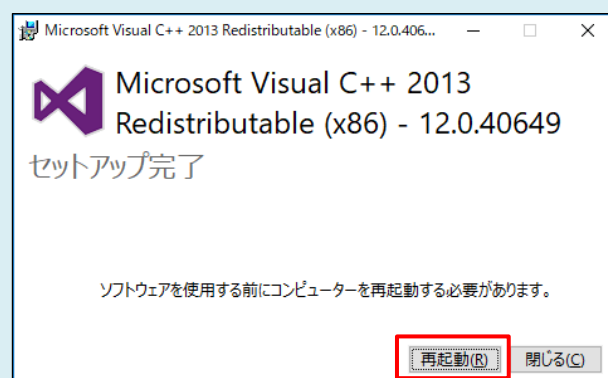 Microsoft Visual C++ 2013 Redistributable (x86) - 12.0.406...
Microsoft Visual C++ 2013
Redistributable (x86) - 12.0.40649
セットアップ完了
ソフトウェアを使用する前にコンピューターを再起動する必要があります。
再起動(R) 閉じる(C)